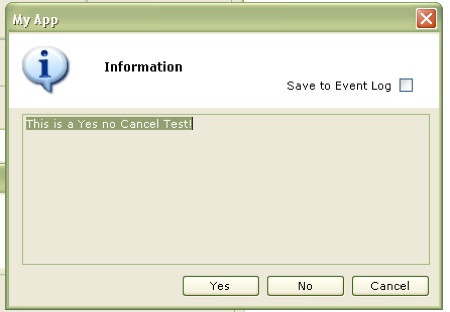 My App
Information
Save to Event Log
This is a Yes no Cancel Test!
Yes
No
Cancel